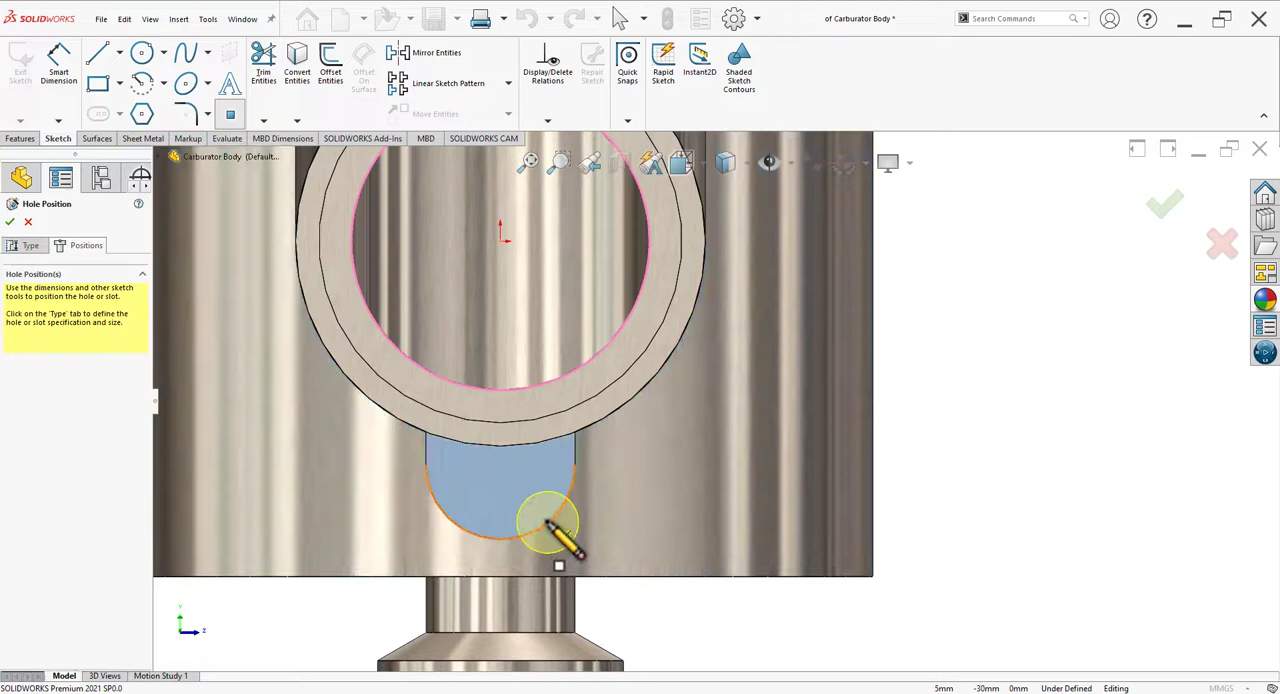 SOLIDWORKS File Edit View Insert Tools Window of Carburator Body * Search Commands
Exit Sketch
Smart Dimension
Trim Entities
Convert Entities
Offset Entities
Offset On Surface
Mirror Entities
Linear Sketch Pattern
Move Entities
Display/Delete Relations
Repair Sketch
Quick Snaps
Rapid Sketch
Instant2D
Shaded Sketch Contours
Features Sketch Surfaces Sheet Metal Markup Evaluate MBD Dimensions SOLIDWORKS Add-Ins MBD SOLIDWORKS CAM
Carburator Body (Default...
Hole Position
Type Positions
Hole Position(s)
Use the dimensions and other sketch
tools to position the hole or slot.
Click on the 'Type' tab to define the
hole or slot specification and size.
Y
Z
Model 3D Views Motion Study 1
SOLIDWORKS Premium 2021 SP0.0 5mm -30mm 0mm Under Defined Editing MMGS